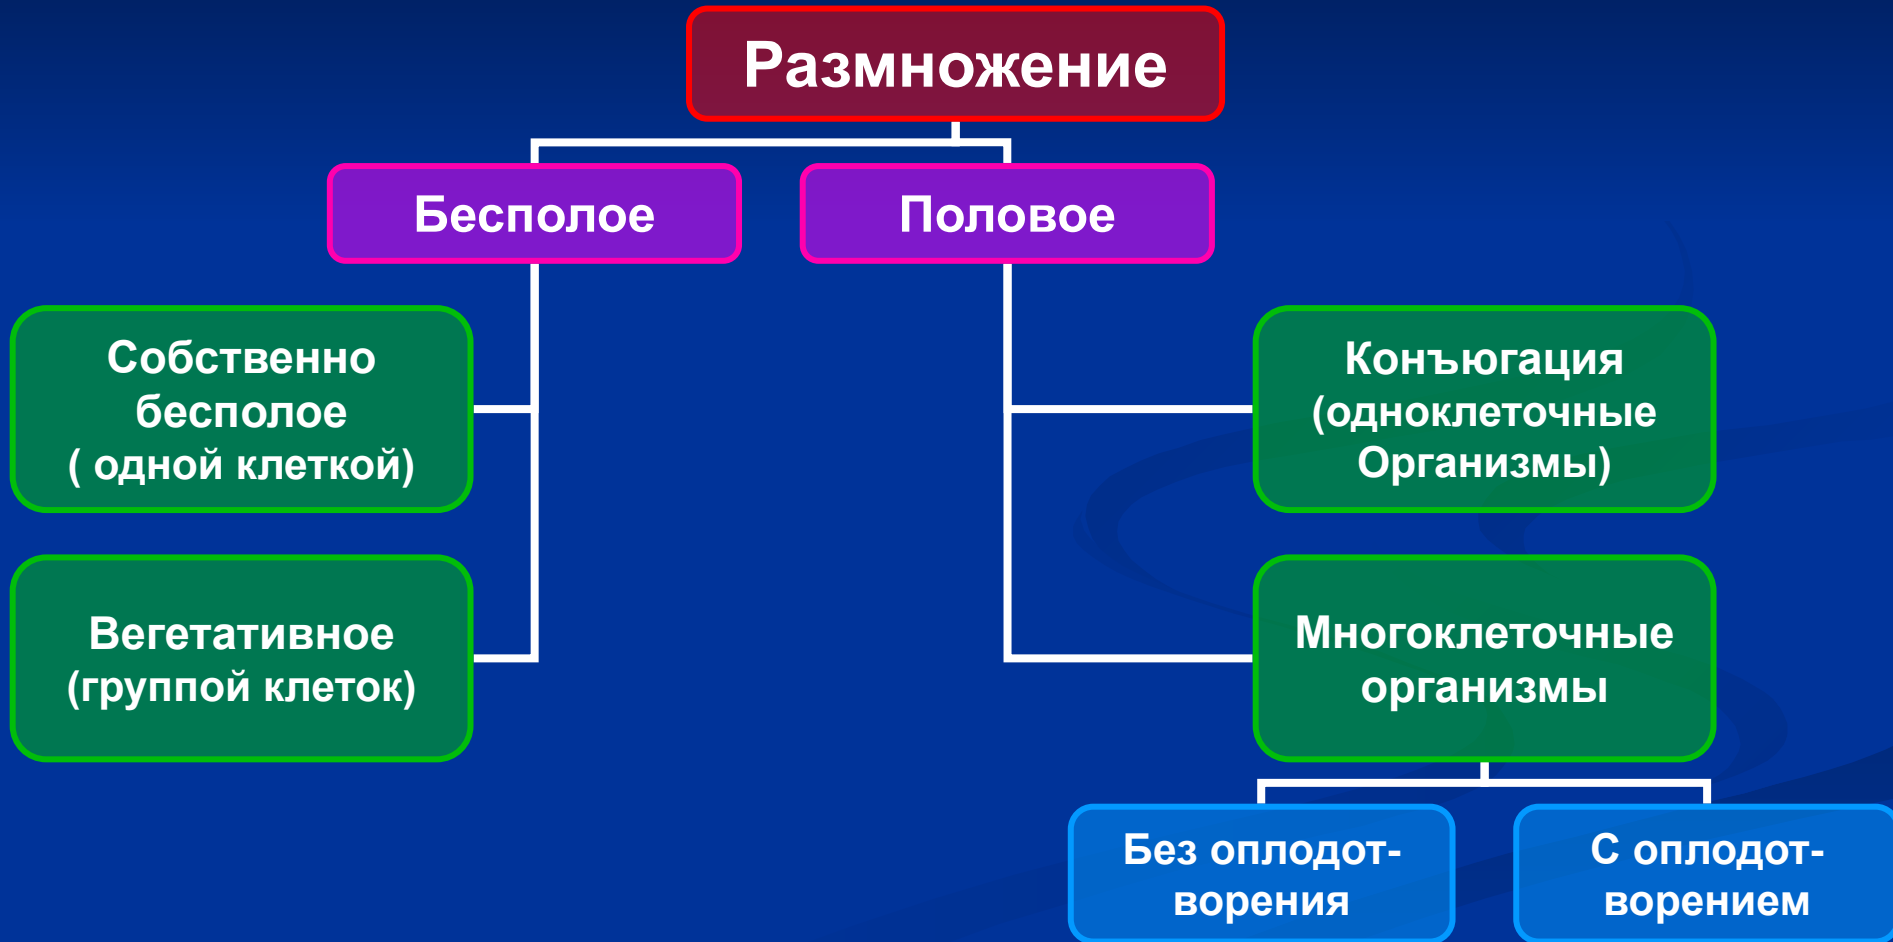 Размножение
Бесполое
Половое
Собственно
бесполое
( одной клеткой)
Конъюгация
(одноклеточные
Организмы)
Вегетативное
(группой клеток)
Многоклеточные
организмы
Без оплодот-
ворения
С оплодот-
ворением